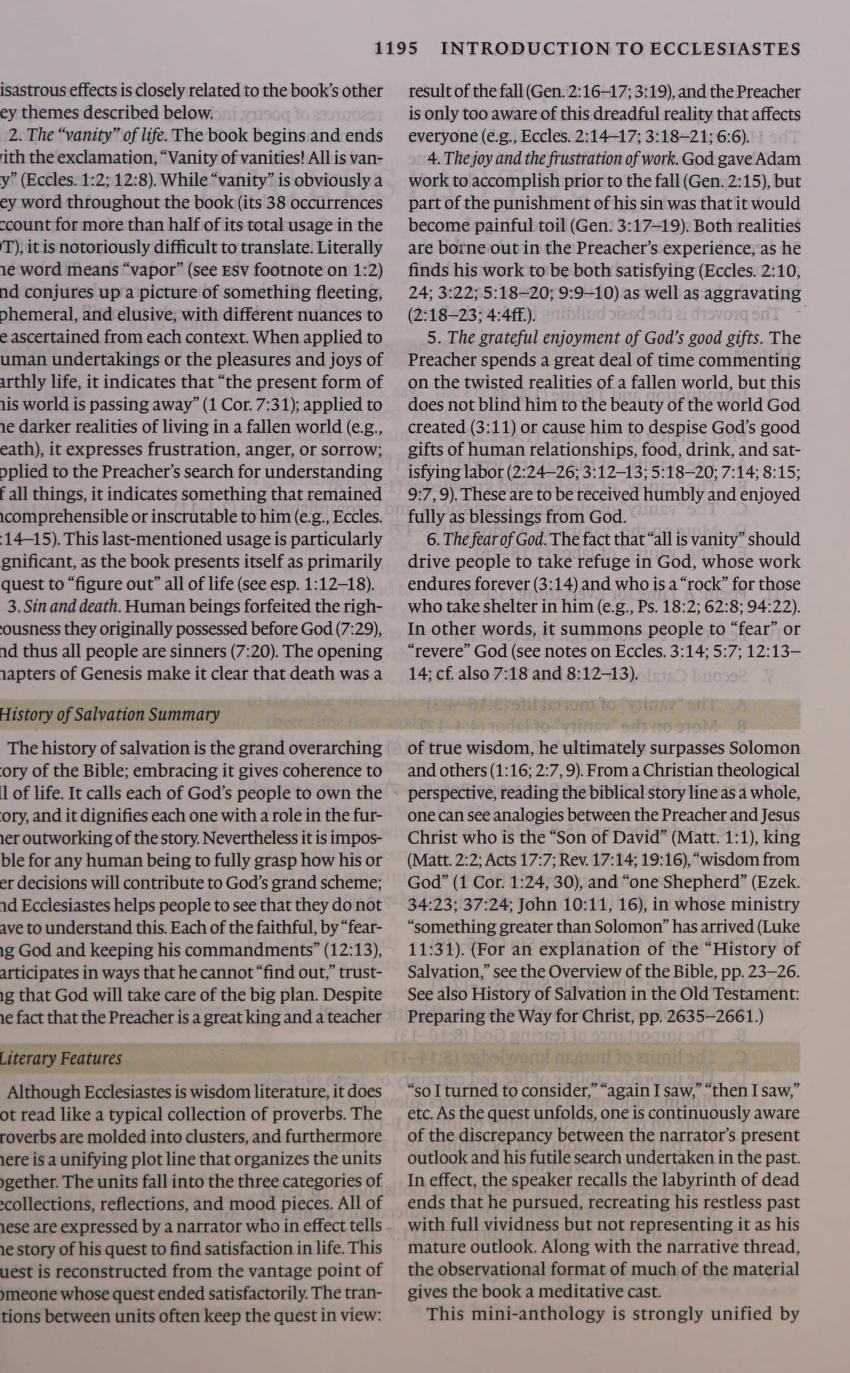 1195 INTRODUCTION TO ECCLESIASTES
isastrous effects is closely related to the book's other
ey themes described below.
2. The “vanity” of life. The book begins and ends
ith the exclamation, “Vanity of vanities! All is van-
y” (Eccles. 1:2; 12:8). While “vanity” is obviously a
ey word throughout the book (its 38 occurrences
ccount for more than half of its total usage in the
T), it is notoriously difficult to translate. Literally
he word means “vapor” (see ESV footnote on 1:2)
nd conjures up a picture of something fleeting,
phemeral, and elusive, with different nuances to
e ascertained from each context. When applied to
uman undertakings or the pleasures and joys of
arthly life, it indicates that “the present form of
his world is passing away” (1 Cor. 7:31); applied to
he darker realities of living in a fallen world (e.g.,
eath), it expresses frustration, anger, or sorrow;
pplied to the Preacher's search for understanding
f all things, it indicates something that remained
ncomprehensible or inscrutable to him (e.g., Eccles.
:14–15). This last-mentioned usage is particularly
gnificant, as the book presents itself as primarily
quest to “figure out” all of life (see esp. 1:12–18).
3. Sin and death. Human beings forfeited the righ-
eousness they originally possessed before God (7:29),
nd thus all people are sinners (7:20). The opening
hapters of Genesis make it clear that death was a
result of the fall (Gen. 2:16–17; 3:19), and the Preacher
is only too aware of this dreadful reality that affects
everyone (e.g., Eccles. 2:14–17; 3:18–21; 6:6).
4. The joy and the frustration of work. God gave Adam
work to accomplish prior to the fall (Gen. 2:15), but
part of the punishment of his sin was that it would
become painful toil (Gen. 3:17–19). Both realities
are borne out in the Preacher's experience, as he
finds his work to be both satisfying (Eccles. 2:10,
24; 3:22; 5:18–20; 9:9–10) as well as aggravating
(2:18–23; 4:4ff.).
5. The grateful enjoyment of God's good gifts. The
Preacher spends a great deal of time commenting
on the twisted realities of a fallen world, but this
does not blind him to the beauty of the world God
created (3:11) or cause him to despise God's good
gifts of human relationships, food, drink, and sat-
isfying labor (2:24–26; 3:12–13; 5:18–20; 7:14; 8:15;
9:7, 9). These are to be received humbly and enjoyed
fully as blessings from God.
6. The fear of God. The fact that “all is vanity” should
drive people to take refuge in God, whose work
endures forever (3:14) and who is a “rock” for those
who take shelter in him (e.g., Ps. 18:2; 62:8; 94:22).
In other words, it summons people to “fear” or
“revere” God (see notes on Eccles. 3:14; 5:7; 12:13–
14; cf. also 7:18 and 8:12–13).
History of Salvation Summary
The history of salvation is the grand overarching
tory of the Bible; embracing it gives coherence to
ll of life. It calls each of God's people to own the
tory, and it dignifies each one with a role in the fur-
her outworking of the story. Nevertheless it is impos-
ble for any human being to fully grasp how his or
er decisions will contribute to God's grand scheme;
nd Ecclesiastes helps people to see that they do not
ave to understand this. Each of the faithful, by “fear-
ng God and keeping his commandments” (12:13),
articipates in ways that he cannot “find out,” trust-
ng that God will take care of the big plan. Despite
he fact that the Preacher is a great king and a teacher
of true wisdom, he ultimately surpasses Solomon
and others (1:16; 2:7, 9). From a Christian theological
perspective, reading the biblical story line as a whole,
one can see analogies between the Preacher and Jesus
Christ who is the “Son of David” (Matt. 1:1), king
(Matt. 2:2; Acts 17:7; Rev. 17:14; 19:16), “wisdom from
God” (1 Cor. 1:24, 30), and “one Shepherd” (Ezek.
34:23; 37:24; John 10:11, 16), in whose ministry
“something greater than Solomon” has arrived (Luke
11:31). (For an explanation of the “History of
Salvation,” see the Overview of the Bible, pp. 23–26.
See also History of Salvation in the Old Testament:
Preparing the Way for Christ, pp. 2635–2661.)
Literary Features
Although Ecclesiastes is wisdom literature, it does
ot read like a typical collection of proverbs. The
roverbs are molded into clusters, and furthermore
here is a unifying plot line that organizes the units
ogether. The units fall into the three categories of
ecollections, reflections, and mood pieces. All of
hese are expressed by a narrator who in effect tells
he story of his quest to find satisfaction in life. This
uest is reconstructed from the vantage point of
omeone whose quest ended satisfactorily. The tran-
tions between units often keep the quest in view:
“so I turned to consider,” “again I saw,” “then I saw,”
etc. As the quest unfolds, one is continuously aware
of the discrepancy between the narrator's present
outlook and his futile search undertaken in the past.
In effect, the speaker recalls the labyrinth of dead
ends that he pursued, recreating his restless past
with full vividness but not representing it as his
mature outlook. Along with the narrative thread,
the observational format of much of the material
gives the book a meditative cast.
This mini-anthology is strongly unified by